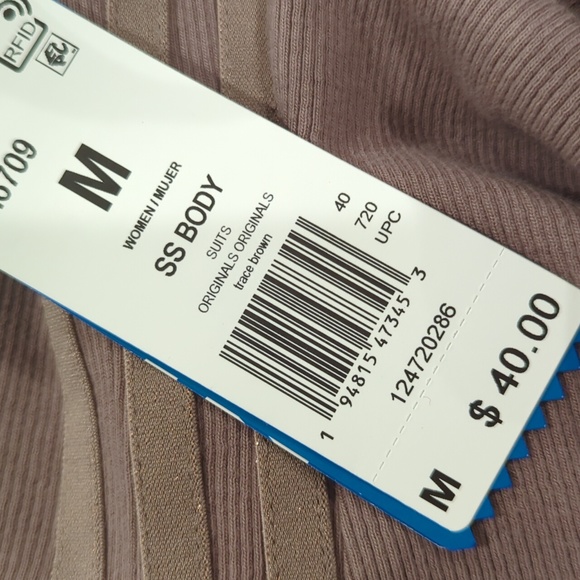 RFID
M
WOMEN / MUJER
SS BODY
SUITS
ORIGINALS ORIGINALS
trace brown
40
720
UPC
1 94815 47345 3
124720286
M
$ 40.00